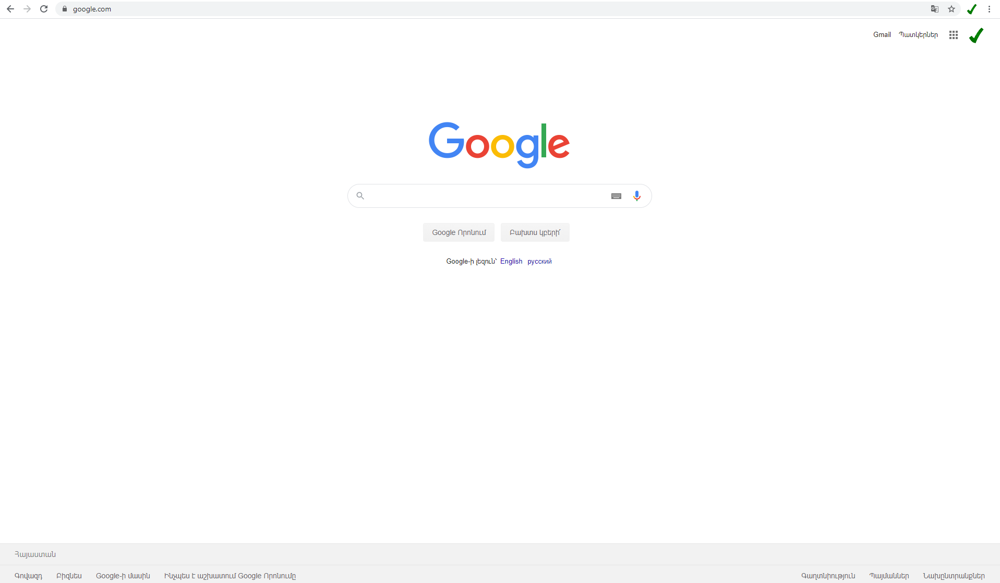 google.com
Gmail Պատկերներ
Google
Google Որոնում Բախտս կբերի՛
Google-ի լեզուն՝ English русский
Հայաստան
Գովազդ Բիզնես Google-ի մասին Ինչպես է աշխատում Google Որոնումը Գաղտնիություն Պայմաններ Նախընտրանքներ